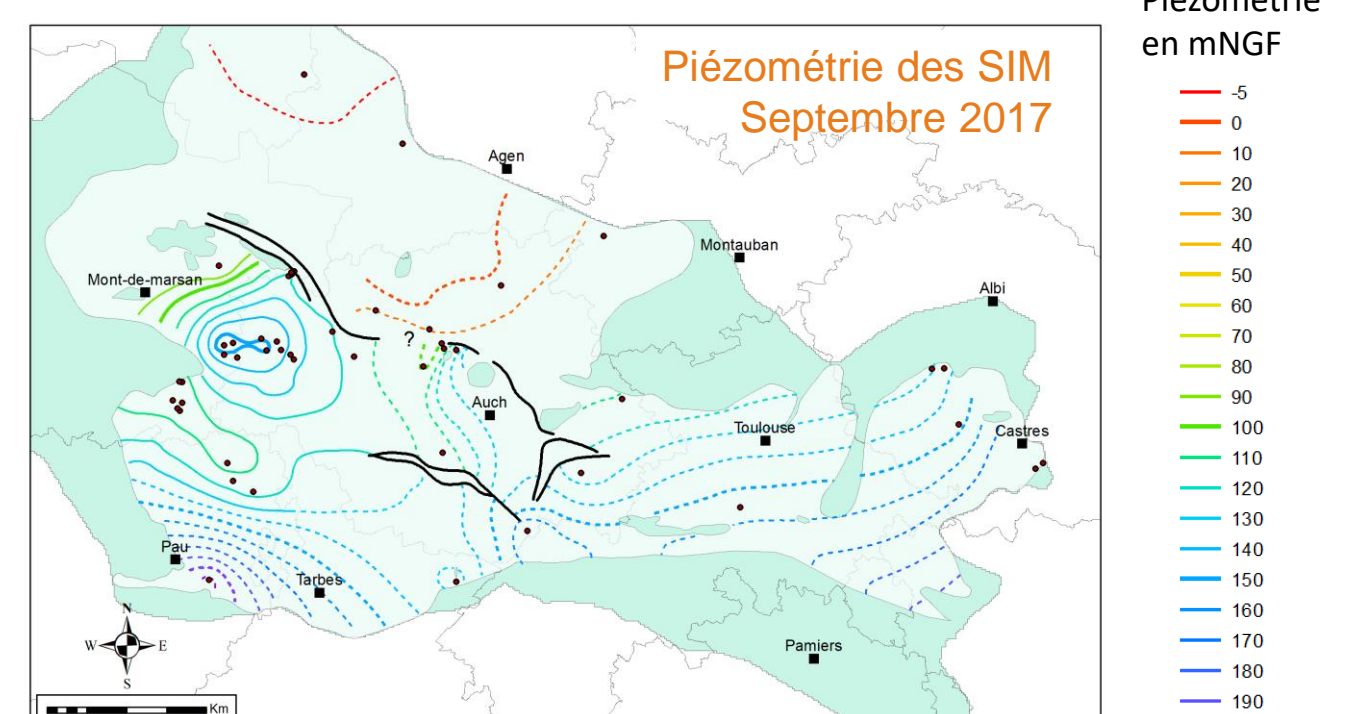 Piézométrie
en mNGF
Piézométrie des SIM
Septembre 2017
Agen
Montauban
Mont-de-marsan
Albi
?
Auch
Toulouse
Castres
Pau
Tarbes
Pamiers
N
W
E
S
Km
-5
0
10
20
30
40
50
60
70
80
90
100
110
120
130
140
150
160
170
180
190